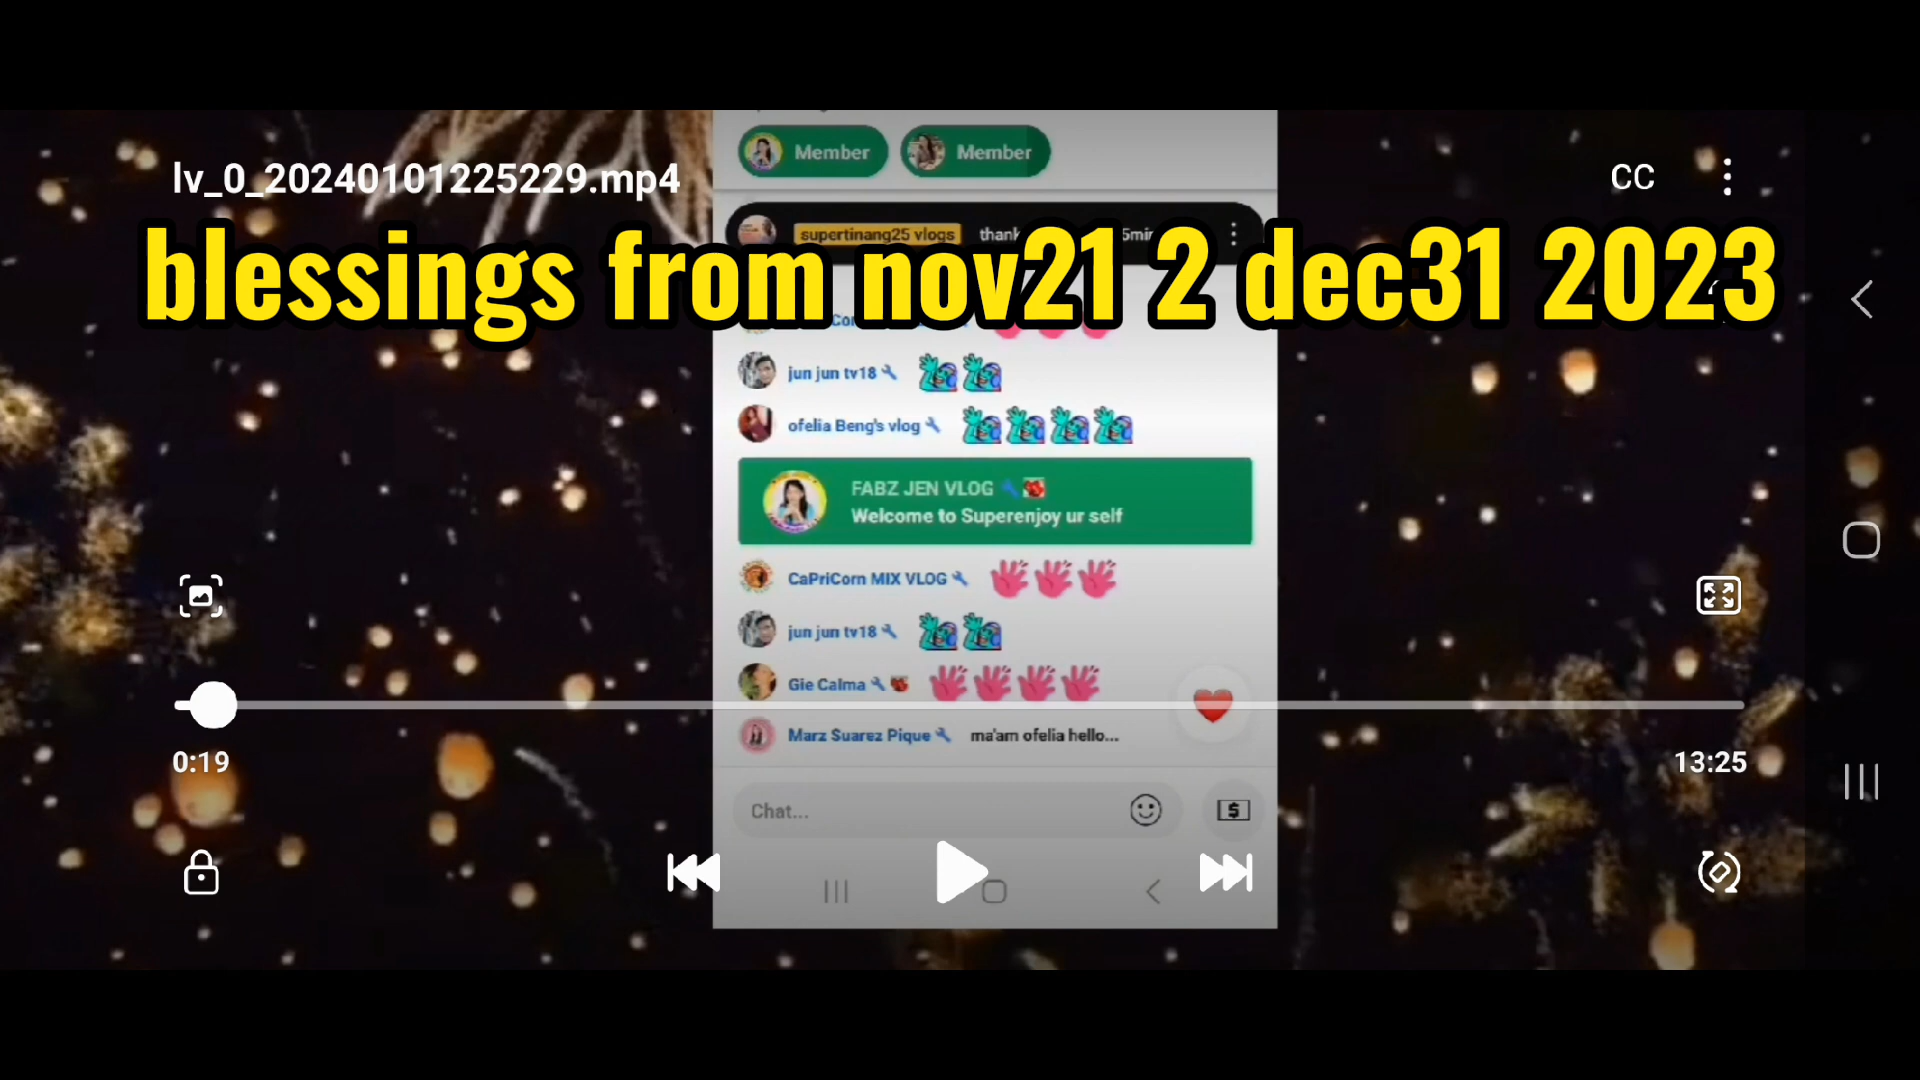 Member Member
lv_0_20240101225229.mp4
CC
supertinang25 vlogs
blessings from nov21 2 dec31 2023
jun jun tv18
ofelia Beng's vlog
FABZ JEN VLOG
Welcome to Superenjoy ur self
CaPriCorn MIX VLOG
jun jun tv18
Gie Calma
Marz Suarez Pique ma'am ofelia hello...
0:19
13:25
Chat...